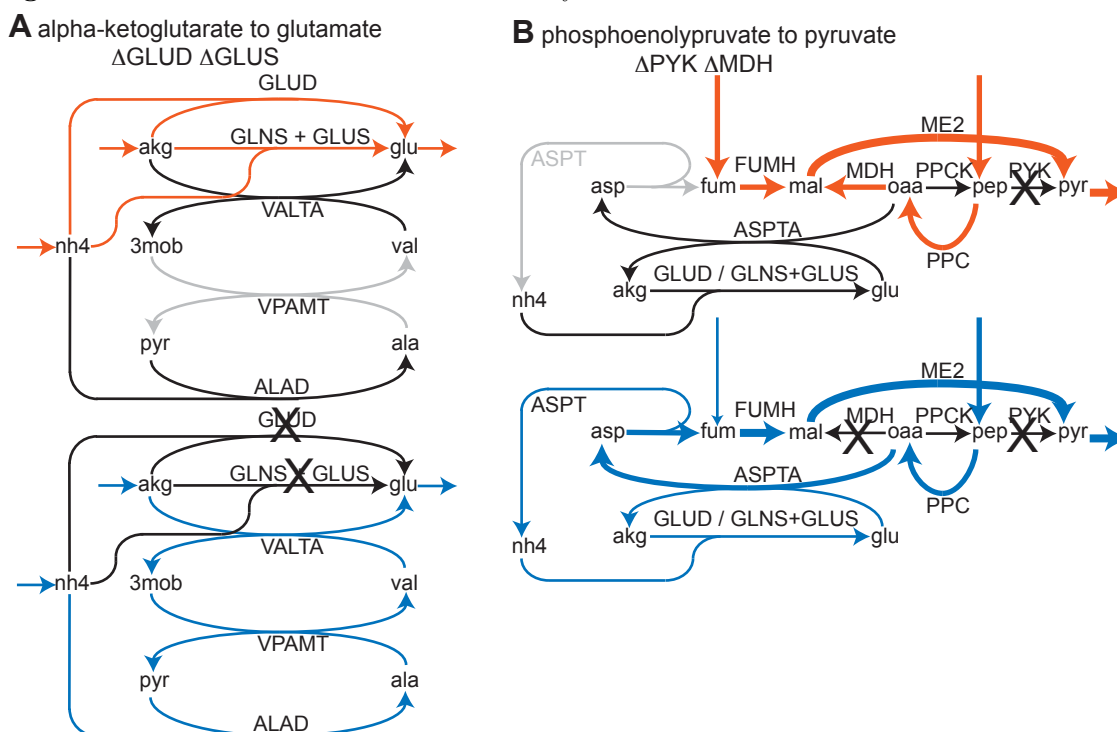 A alpha-ketoglutarate to glutamate
ΔGLUD ΔGLUS
GLUD
akg
GLNS + GLUS
glu
VALTA
nh4
3mob
val
VPAMT
pyr
ala
ALAD
GLUD
akg
GLNS + GLUS
glu
VALTA
nh4
3mob
val
VPAMT
pyr
ala
ALAD
B phosphoenolypruvate to pyruvate
ΔPYK ΔMDH
ME2
ASPT
FUMH
MDH
PPCK
PYK
asp
fum
mal
oaa
pep
pyr
ASPTA
PPC
GLUD / GLNS+GLUS
akg
glu
nh4
ME2
ASPT
FUMH
MDH
PPCK
PYK
asp
fum
mal
oaa
pep
pyr
ASPTA
PPC
GLUD / GLNS+GLUS
nh4
akg
glu